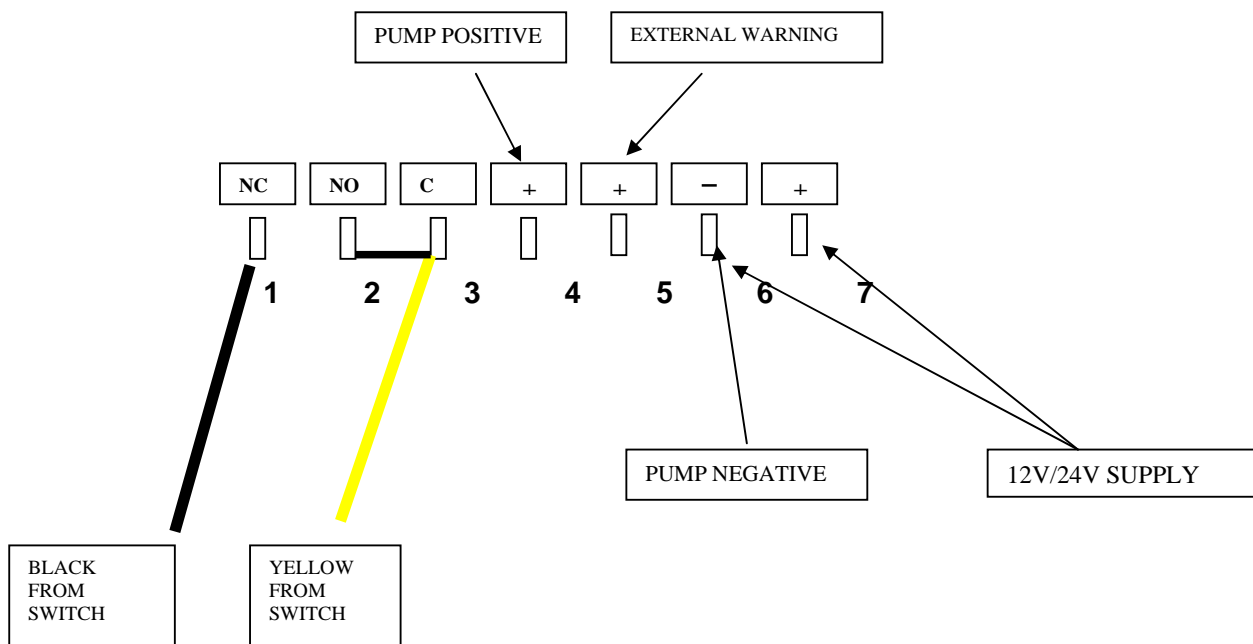 PUMP POSITIVE
EXTERNAL WARNING
NC
NO
C
+
+
–
+
1
2
3
4
5
6
7
PUMP NEGATIVE
12V/24V SUPPLY
BLACK
FROM
SWITCH
YELLOW
FROM
SWITCH